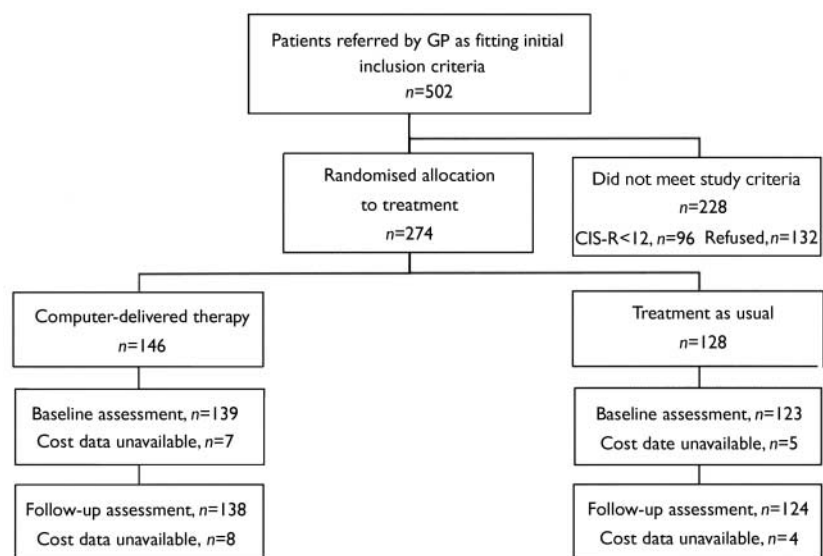 Patients referred by GP as fitting initial
inclusion criteria
n=502
Randomised allocation
to treatment
n=274
Did not meet study criteria
n=228
CIS-R<12, n=96 Refused, n=132
Computer-delivered therapy
n=146
Treatment as usual
n=128
Baseline assessment, n=139
Cost data unavailable, n=7
Baseline assessment, n=123
Cost date unavailable, n=5
Follow-up assessment, n=138
Cost data unavailable, n=8
Follow-up assessment, n=124
Cost data unavailable, n=4